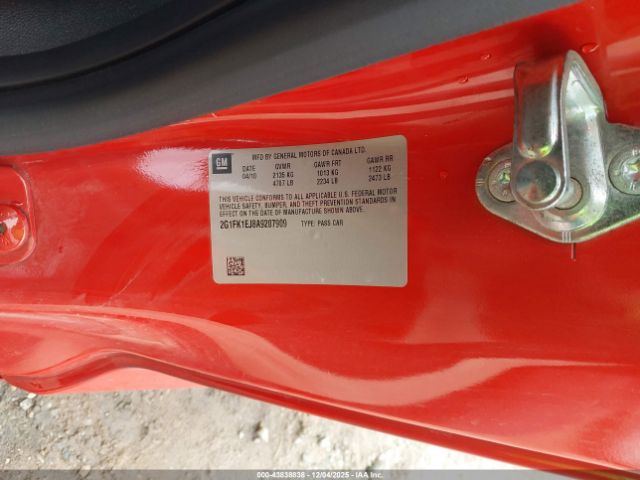 GM
MFD BY GENERAL MOTORS OF CANADA LTD.
DATE GVWR GAWR FRT GAWR RR
04/10 2135 KG 1013 KG 1122 KG
4707 LB 2234 LB 2473 LB
THIS VEHICLE CONFORMS TO ALL APPLICABLE U.S. FEDERAL MOTOR
VEHICLE SAFETY, BUMPER, AND THEFT PREVENTION STANDARDS IN
EFFECT ON THE DATE OF MANUFACTURE SHOWN ABOVE.
2G1FK1EJ8A9207909 TYPE: PASS CAR
000-43838838 - 12/04/2025 - IAAI.COM